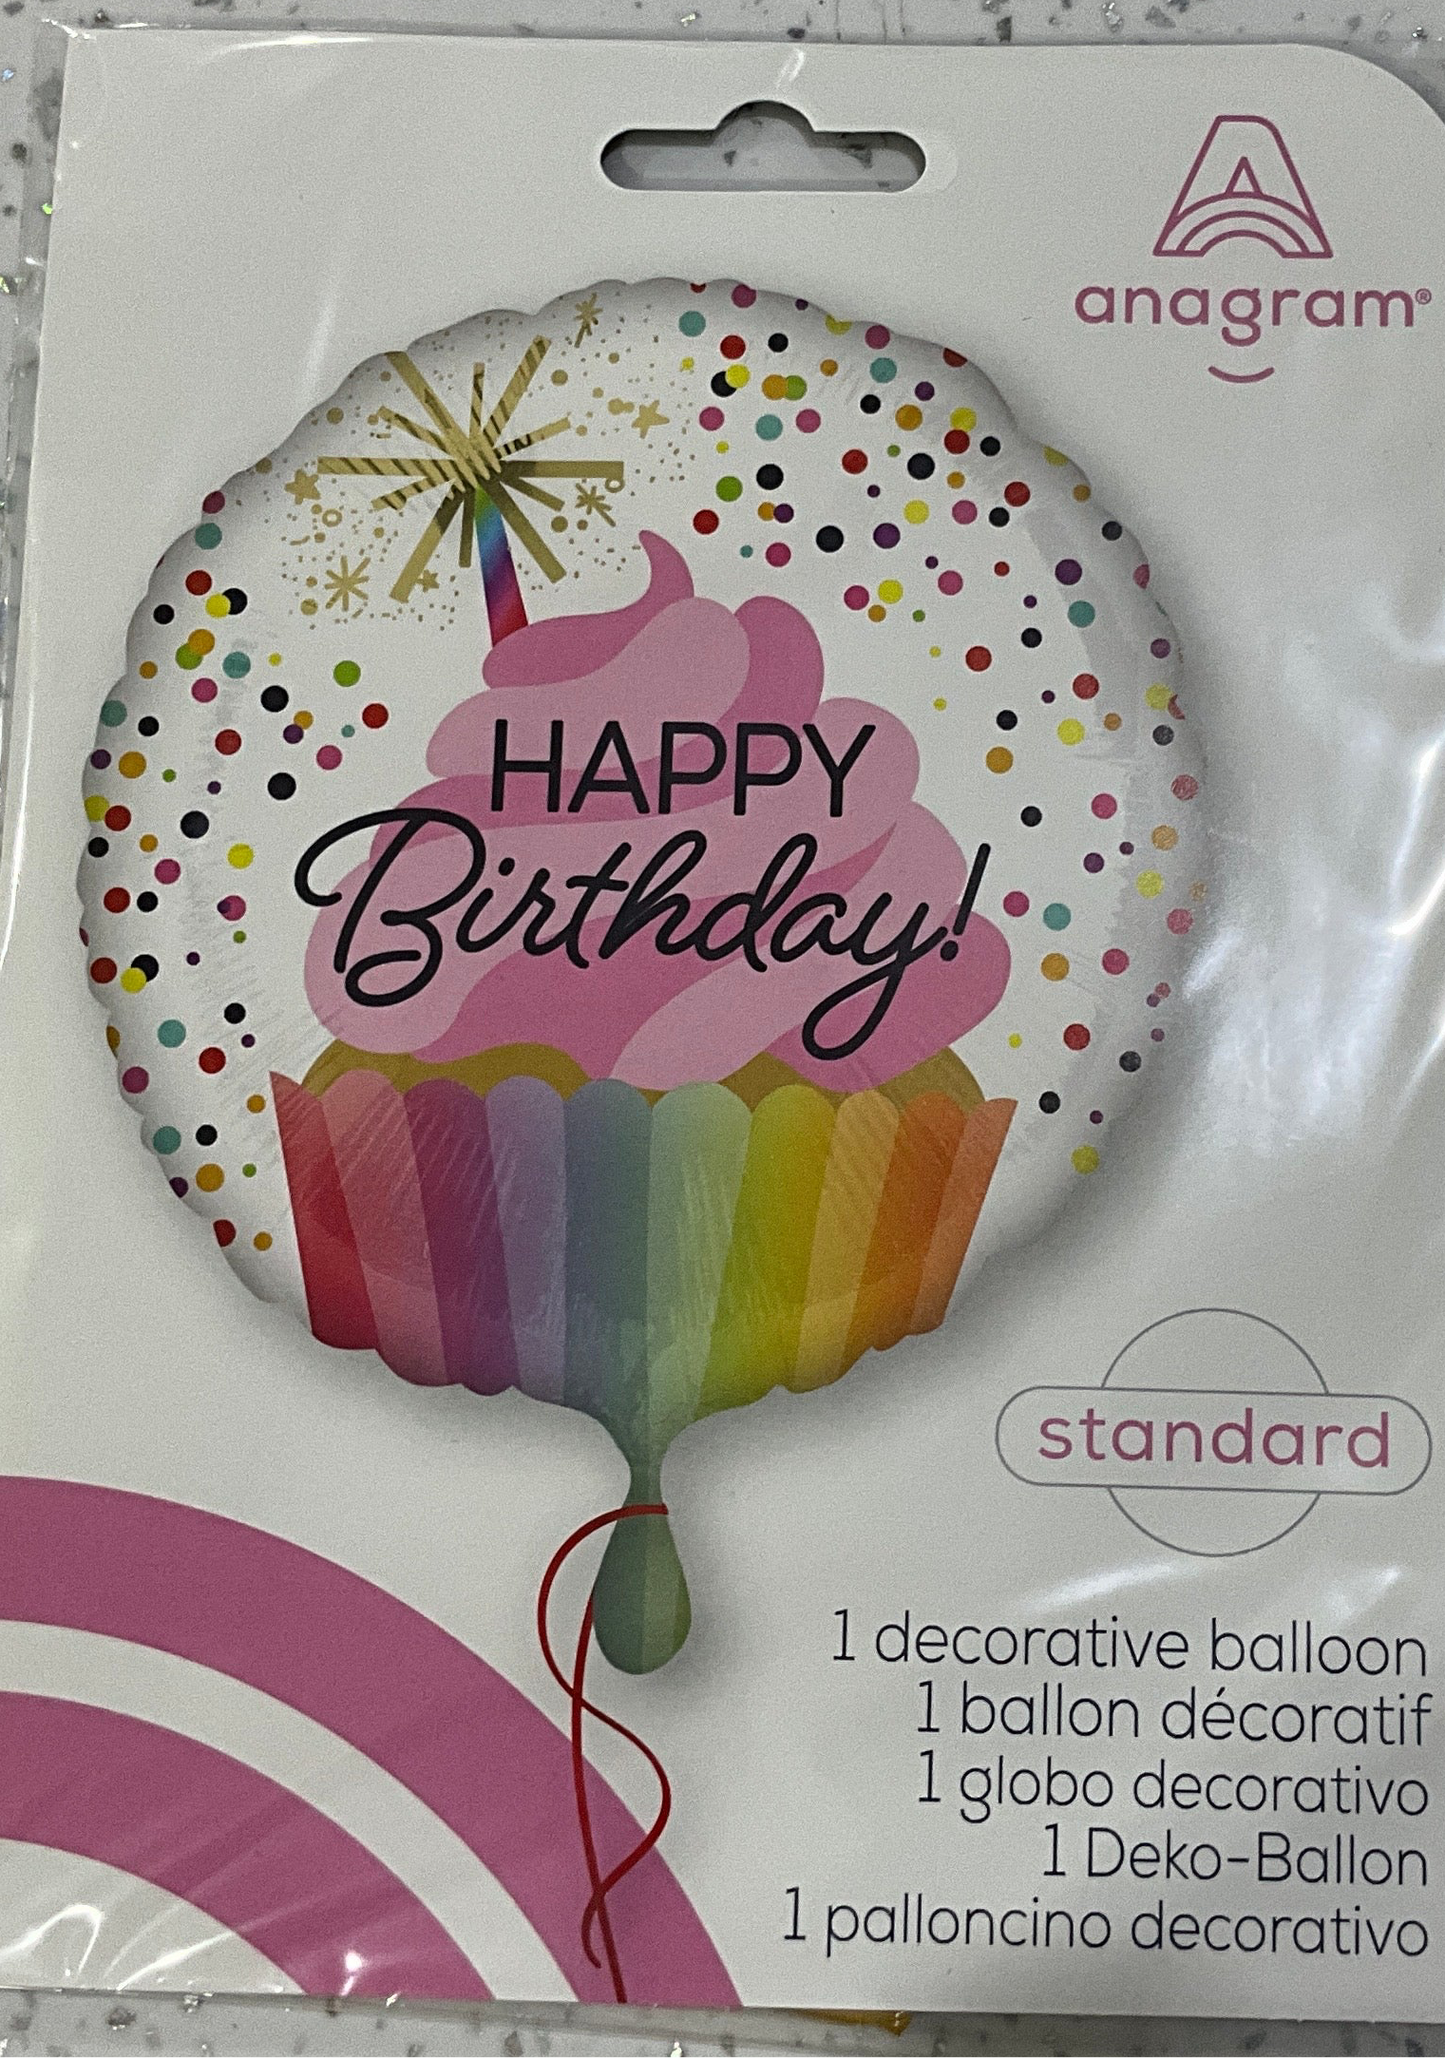 anagram®
HAPPY
Birthday!
standard
1 decorative balloon
1 ballon décoratif
1 globo decorativo
1 Deko-Ballon
1 palloncino decorativo